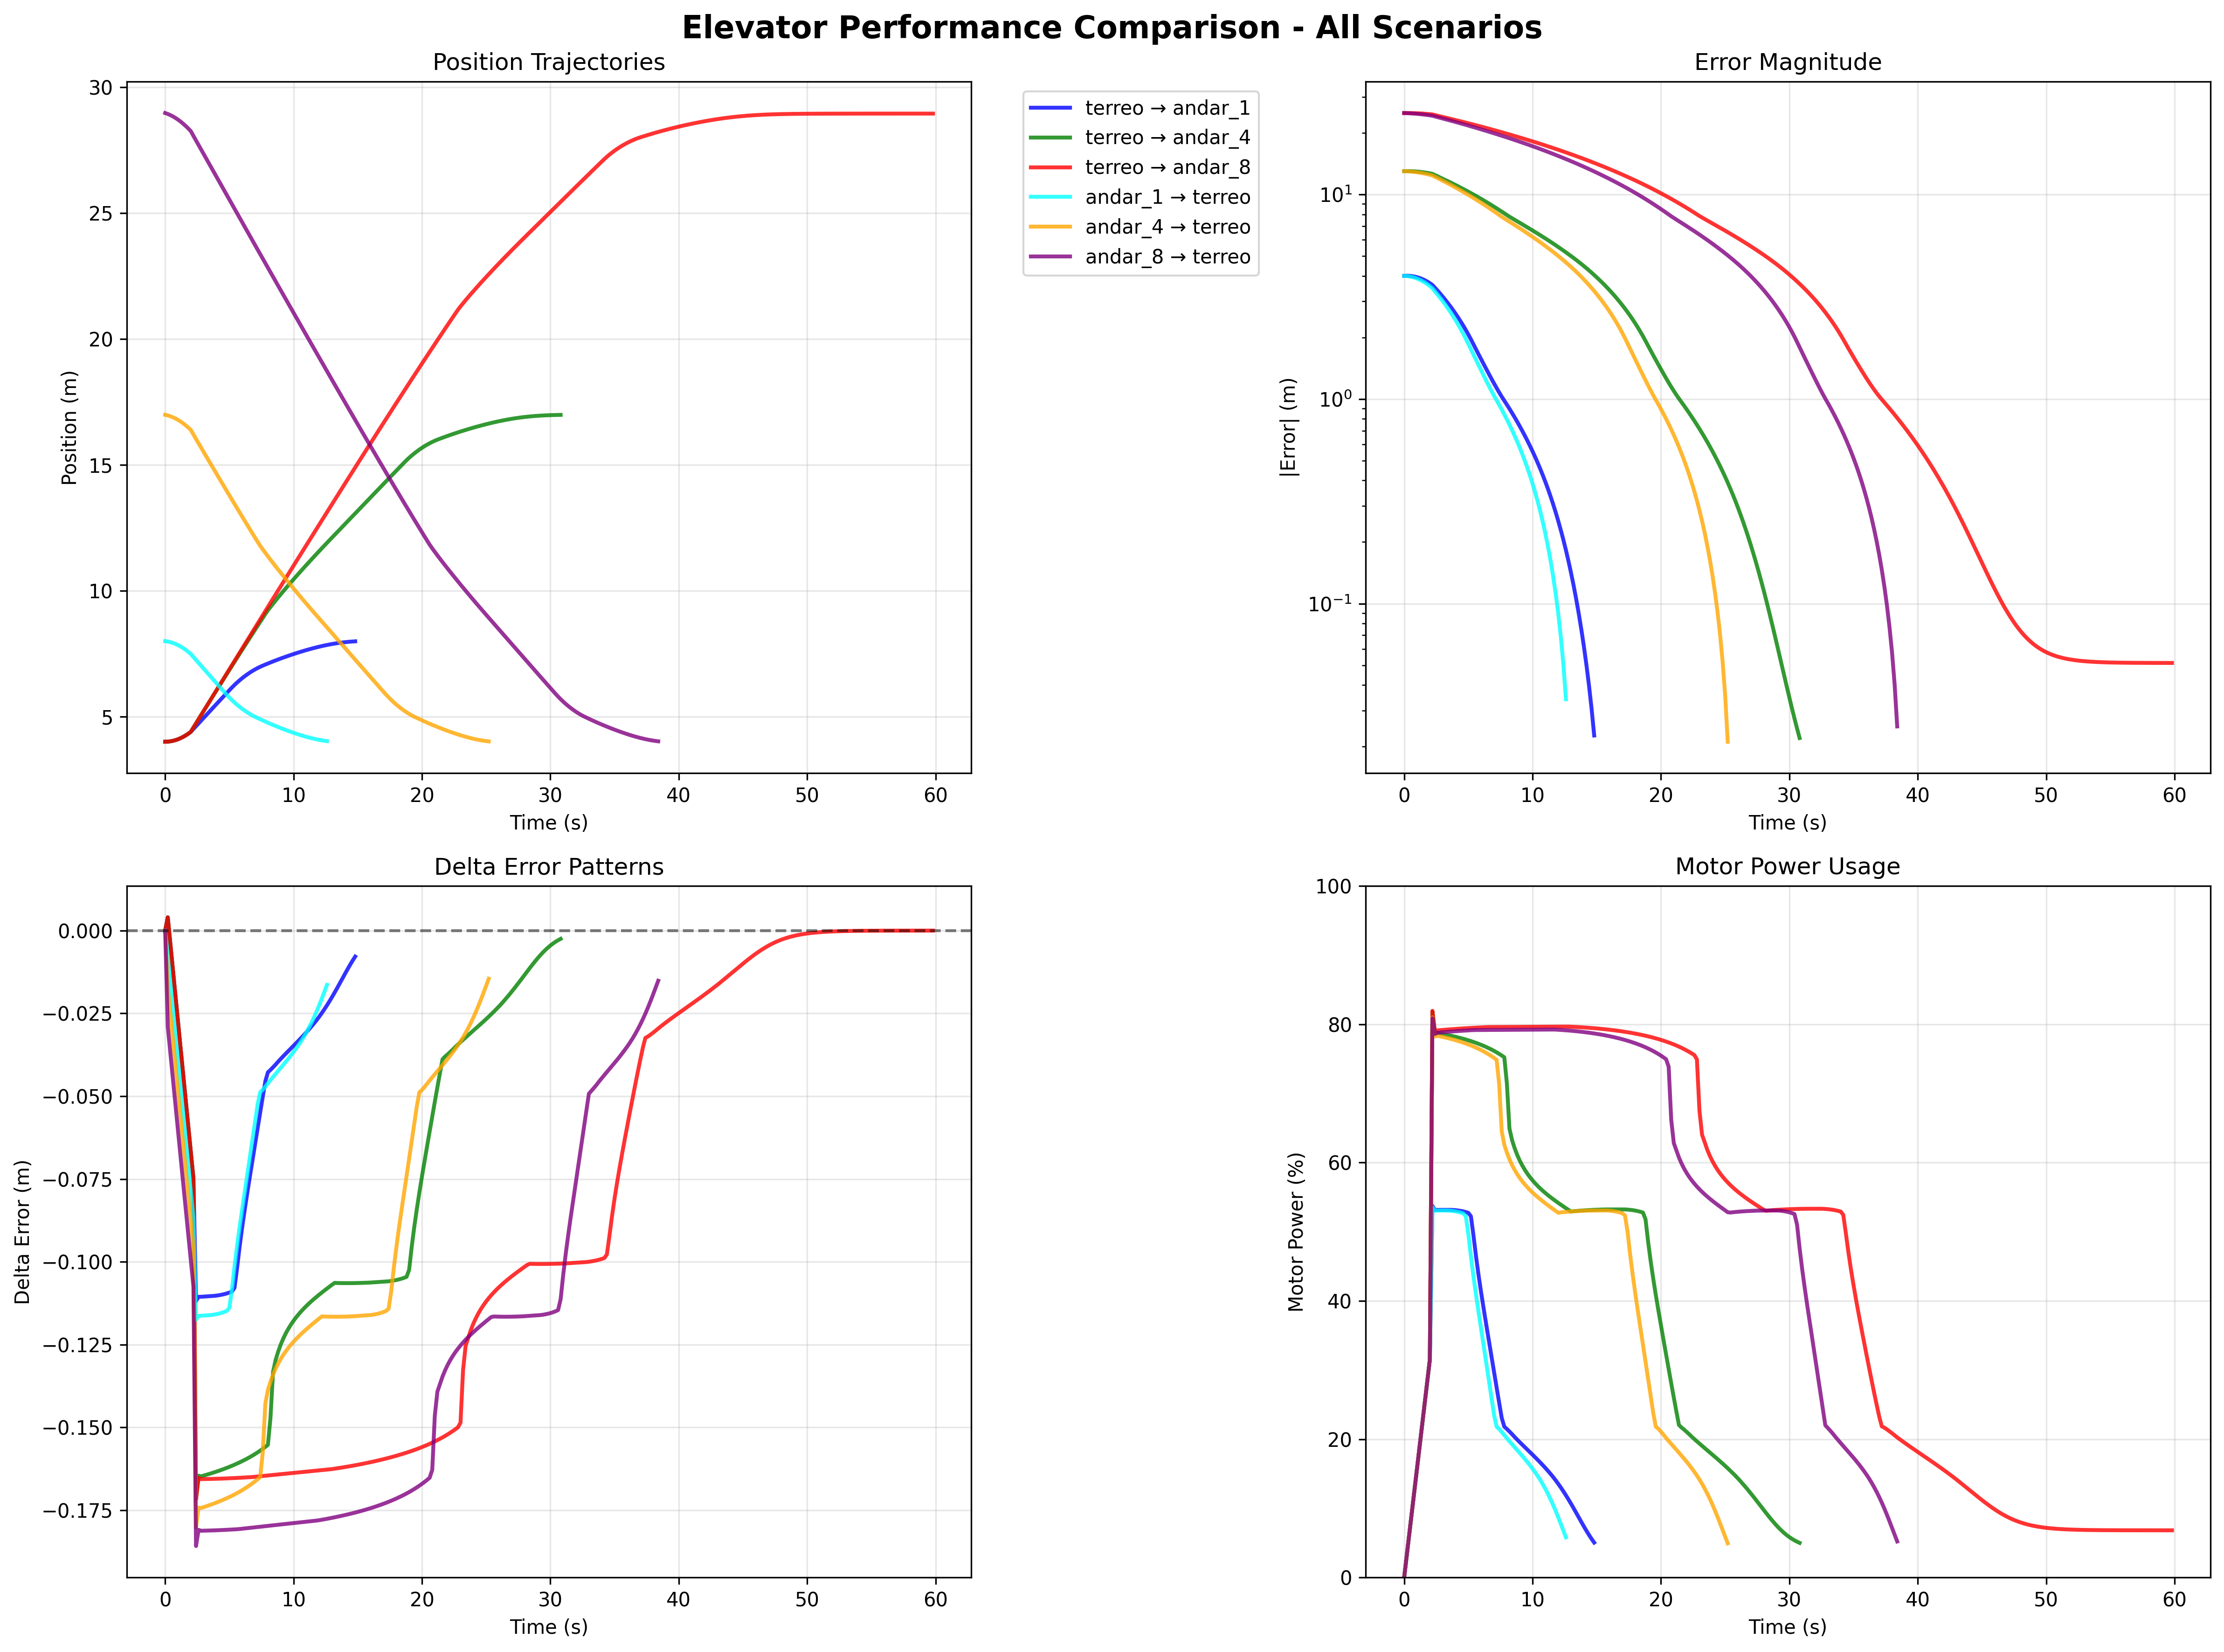 Elevator Performance Comparison - All Scenarios
Position Trajectories
30
25
20
15
10
5
Position (m)
0 10 20 30 40 50 60
Time (s)
terreo → andar_1
terreo → andar_4
terreo → andar_8
andar_1 → terreo
andar_4 → terreo
andar_8 → terreo
Error Magnitude
10¹
10⁰
10⁻¹
|Error| (m)
0 10 20 30 40 50 60
Time (s)
Delta Error Patterns
0.000
−0.025
−0.050
−0.075
−0.100
−0.125
−0.150
−0.175
Delta Error (m)
0 10 20 30 40 50 60
Time (s)
Motor Power Usage
100
80
60
40
20
0
Motor Power (%)
0 10 20 30 40 50 60
Time (s)